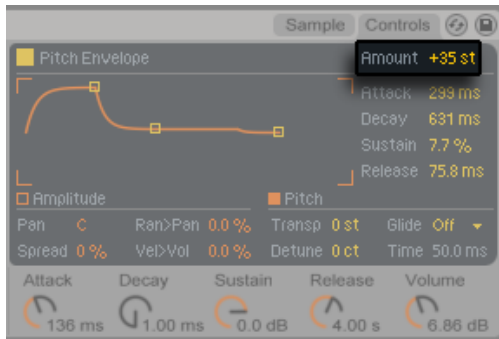 Sample Controls
Pitch Envelope Amount +35 st
Attack 299 ms
Decay 631 ms
Sustain 7.7 %
Release 75.8 ms
Amplitude Pitch
Pan C Ran>Pan 0.0 % Transp 0 st Glide Off
Spread 0 % Vel>Vol 0.0 % Detune 0 ct Time 50.0 ms
Attack Decay Sustain Release Volume
136 ms 1.00 ms 0.0 dB 4.00 s 6.86 dB